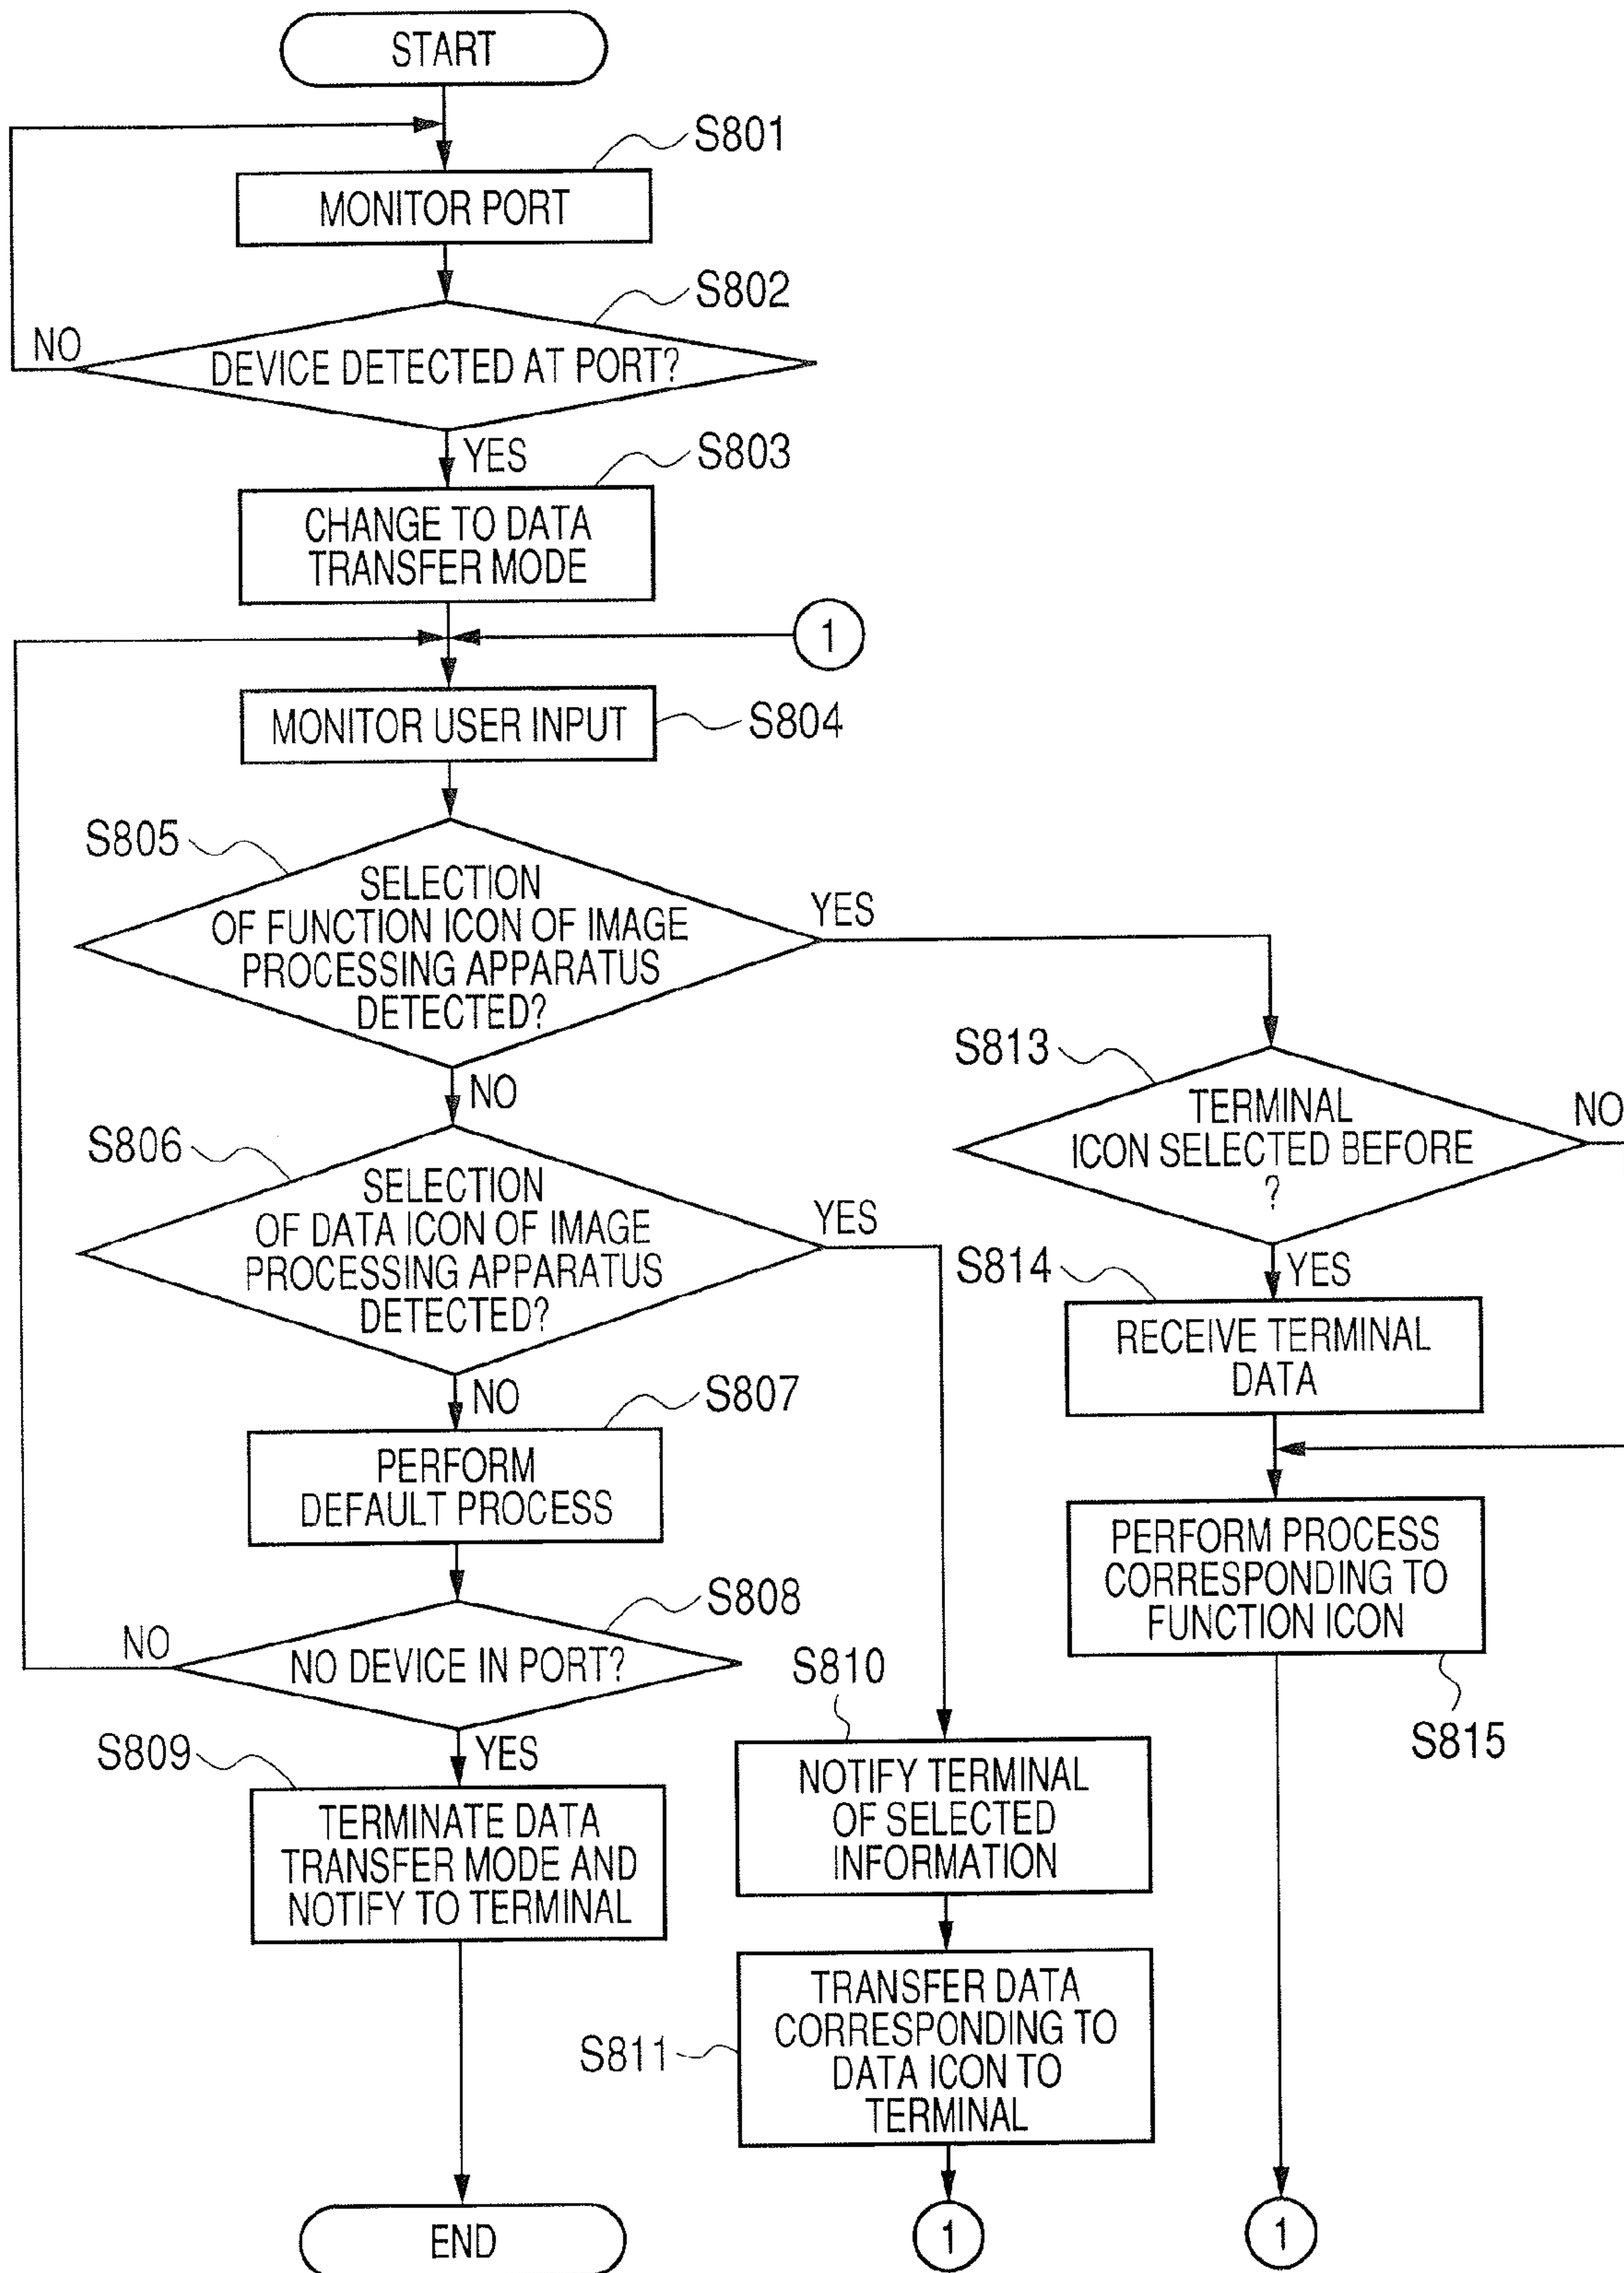 START
S801
MONITOR PORT
S802
NO
DEVICE DETECTED AT PORT?
YES
S803
CHANGE TO DATA
TRANSFER MODE
1
MONITOR USER INPUT
S804
S805
SELECTION
OF FUNCTION ICON OF IMAGE
PROCESSING APPARATUS
DETECTED?
YES
NO
S813
TERMINAL
ICON SELECTED BEFORE
?
NO
YES
S806
SELECTION
OF DATA ICON OF IMAGE
PROCESSING APPARATUS
DETECTED?
YES
NO
S814
RECEIVE TERMINAL
DATA
S807
PERFORM
DEFAULT PROCESS
PERFORM PROCESS
CORRESPONDING TO
FUNCTION ICON
S815
S808
NO
NO DEVICE IN PORT?
YES
S809
TERMINATE DATA
TRANSFER MODE AND
NOTIFY TO TERMINAL
S810
NOTIFY TERMINAL
OF SELECTED
INFORMATION
S811
TRANSFER DATA
CORRESPONDING TO
DATA ICON TO
TERMINAL
END
1
1